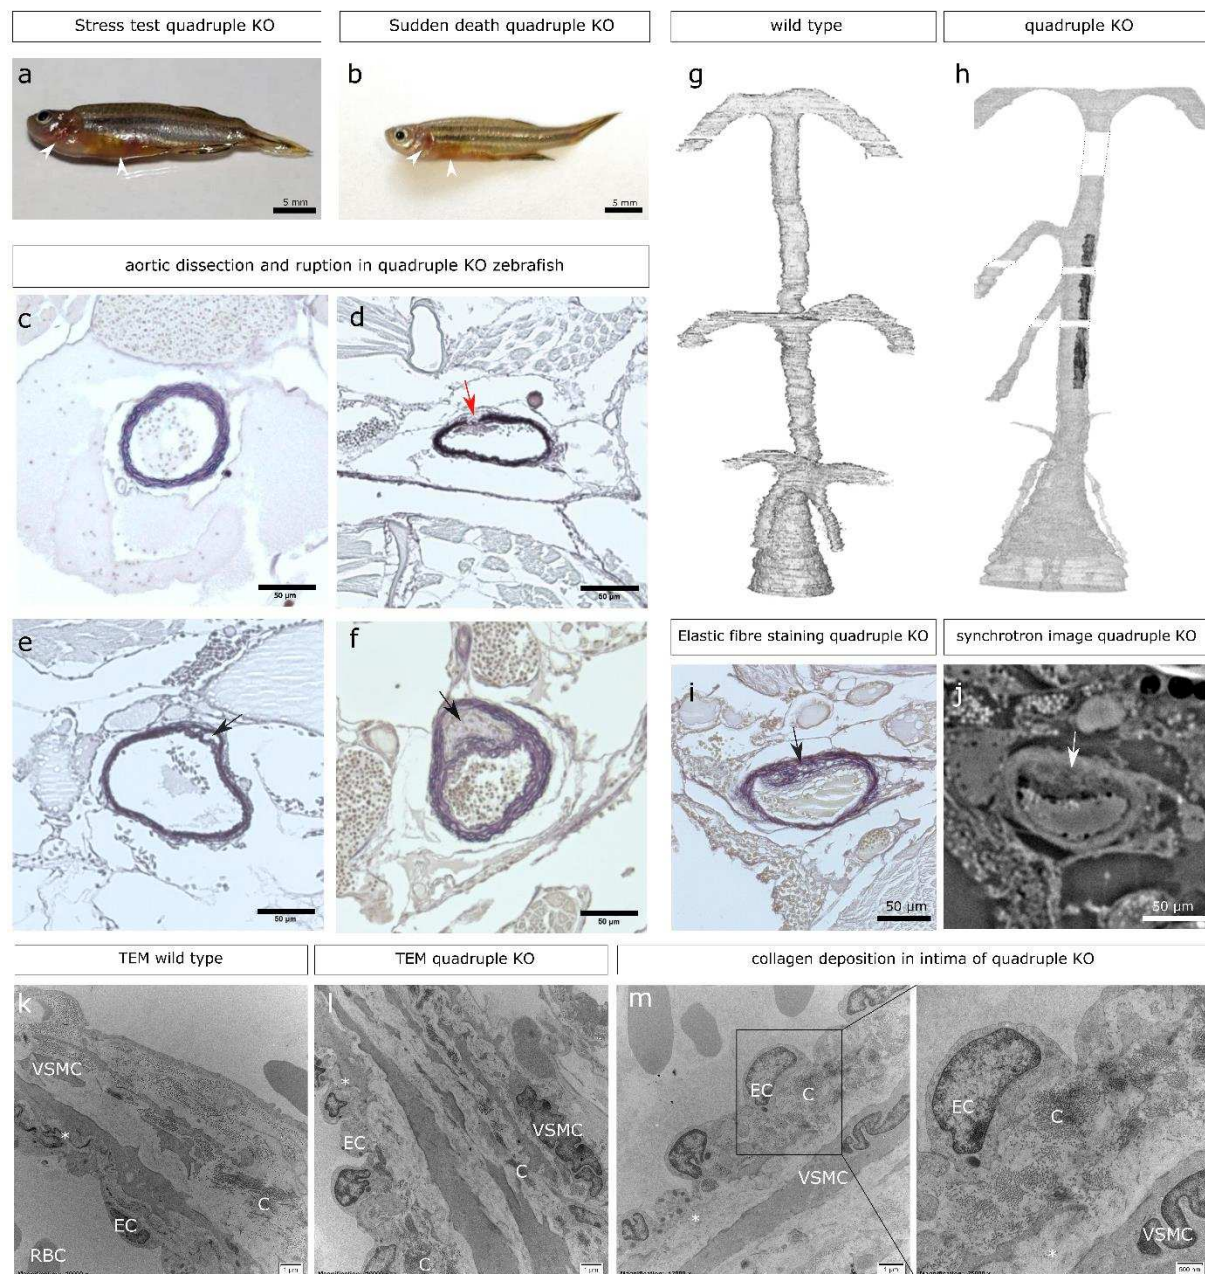 Stress test quadruple KO
Sudden death quadruple KO
wild type
quadruple KO
a
5 mm
b
5 mm
g
h
aortic dissection and ruption in quadruple KO zebrafish
c
50 µm
d
50 µm
e
50 µm
f
50 µm
Elastic fibre staining quadruple KO
synchrotron image quadruple KO
i
50 µm
j
50 µm
TEM wild type
TEM quadruple KO
collagen deposition in intima of quadruple KO
k
VSMC
*
C
EC
RBC
1 µm
l
*
EC
VSMC
C
C
1 µm
m
EC
C
VSMC
*
1 µm
EC
C
VSMC
*
500 nm